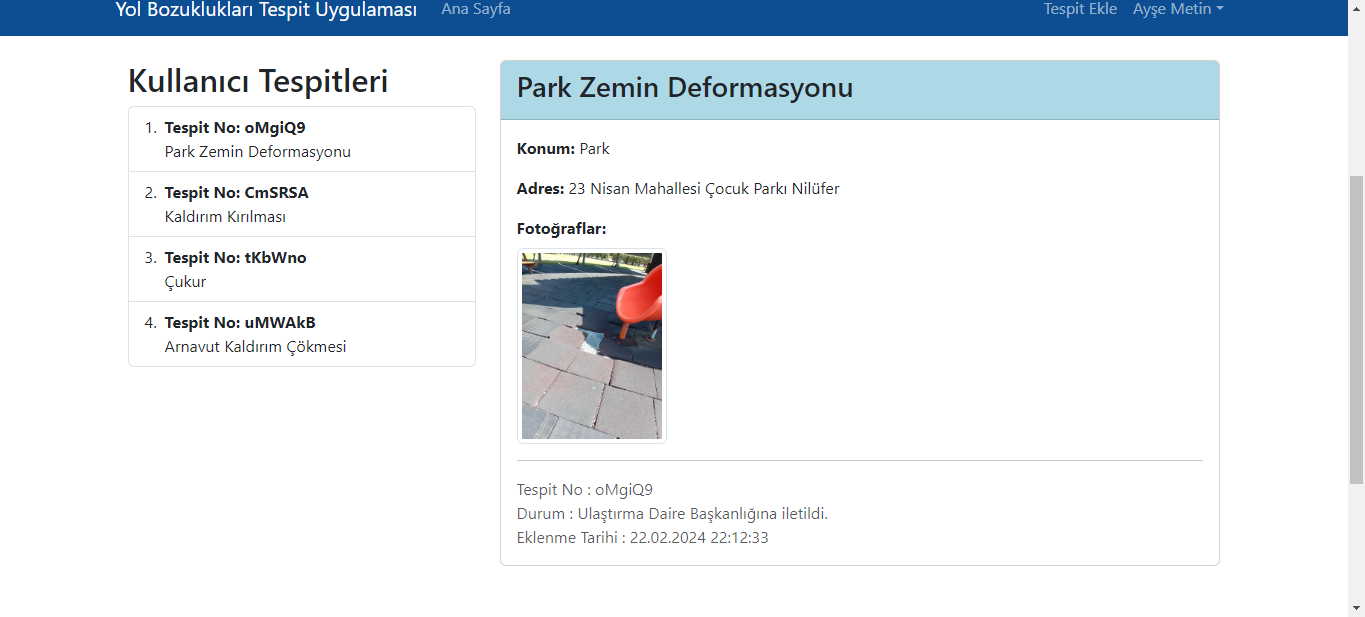 Yol Bozuklukları Tespit Uygulaması
Ana Sayfa
Tespit Ekle
Ayşe Metin
Kullanıcı Tespitleri
1. Tespit No: oMgiQ9
Park Zemin Deformasyonu
2. Tespit No: CmSRSA
Kaldırım Kırılması
3. Tespit No: tKbWno
Çukur
4. Tespit No: uMWAkB
Arnavut Kaldırım Çökmesi
Park Zemin Deformasyonu
Konum: Park
Adres: 23 Nisan Mahallesi Çocuk Parkı Nilüfer
Fotoğraflar:
Tespit No : oMgiQ9
Durum : Ulaştırma Daire Başkanlığına iletildi.
Eklenme Tarihi : 22.02.2024 22:12:33